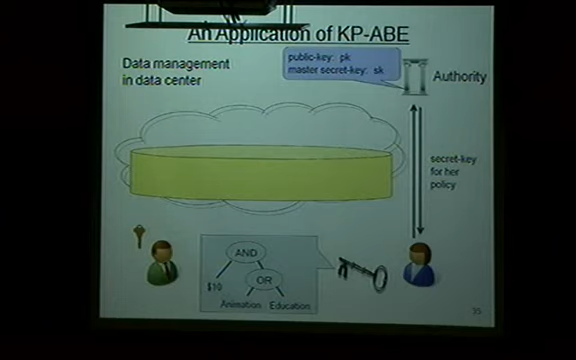 An Application of KP-ABE
Data management
in data center
public-key: pk
master secret-key: sk
Authority
secret-key
for her
policy
AND
$10
OR
Animation
Education
35